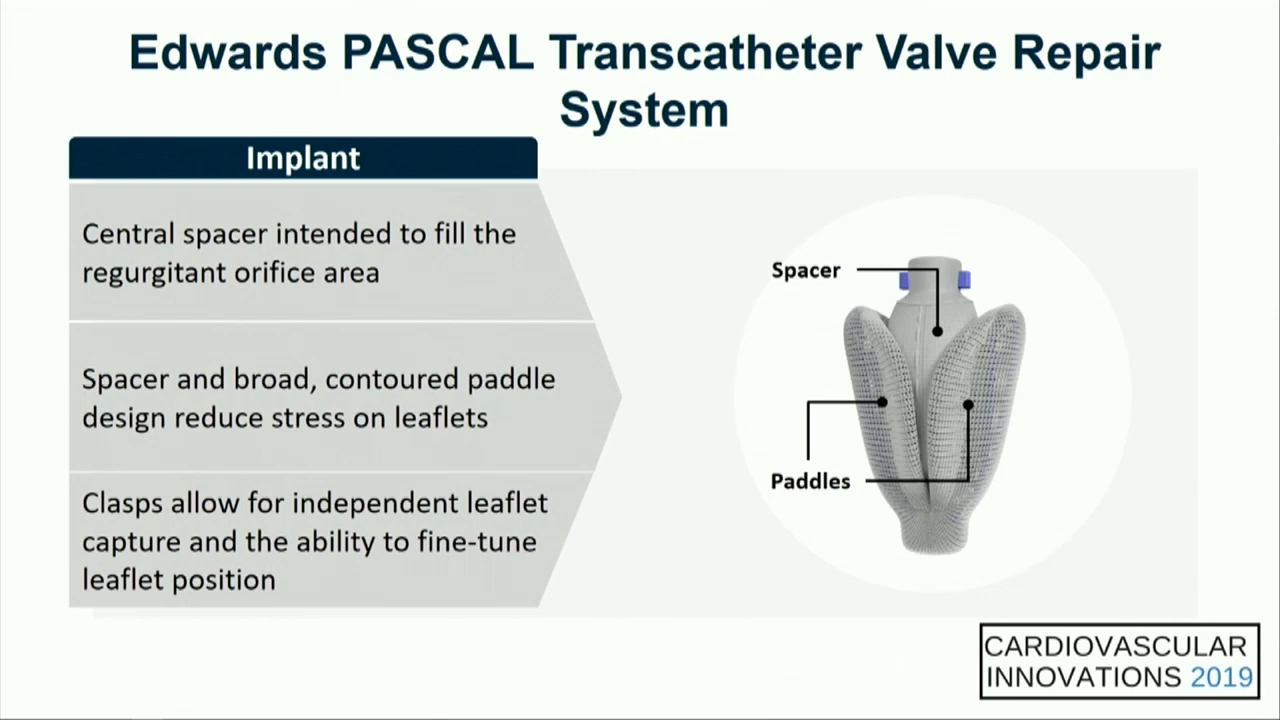 Edwards PASCAL Transcatheter Valve Repair
System
Implant
Central spacer intended to fill the
regurgitant orifice area
Spacer and broad, contoured paddle
design reduce stress on leaflets
Clasps allow for independent leaflet
capture and the ability to fine-tune
leaflet position
Spacer
Paddles
CARDIOVASCULAR
INNOVATIONS 2019